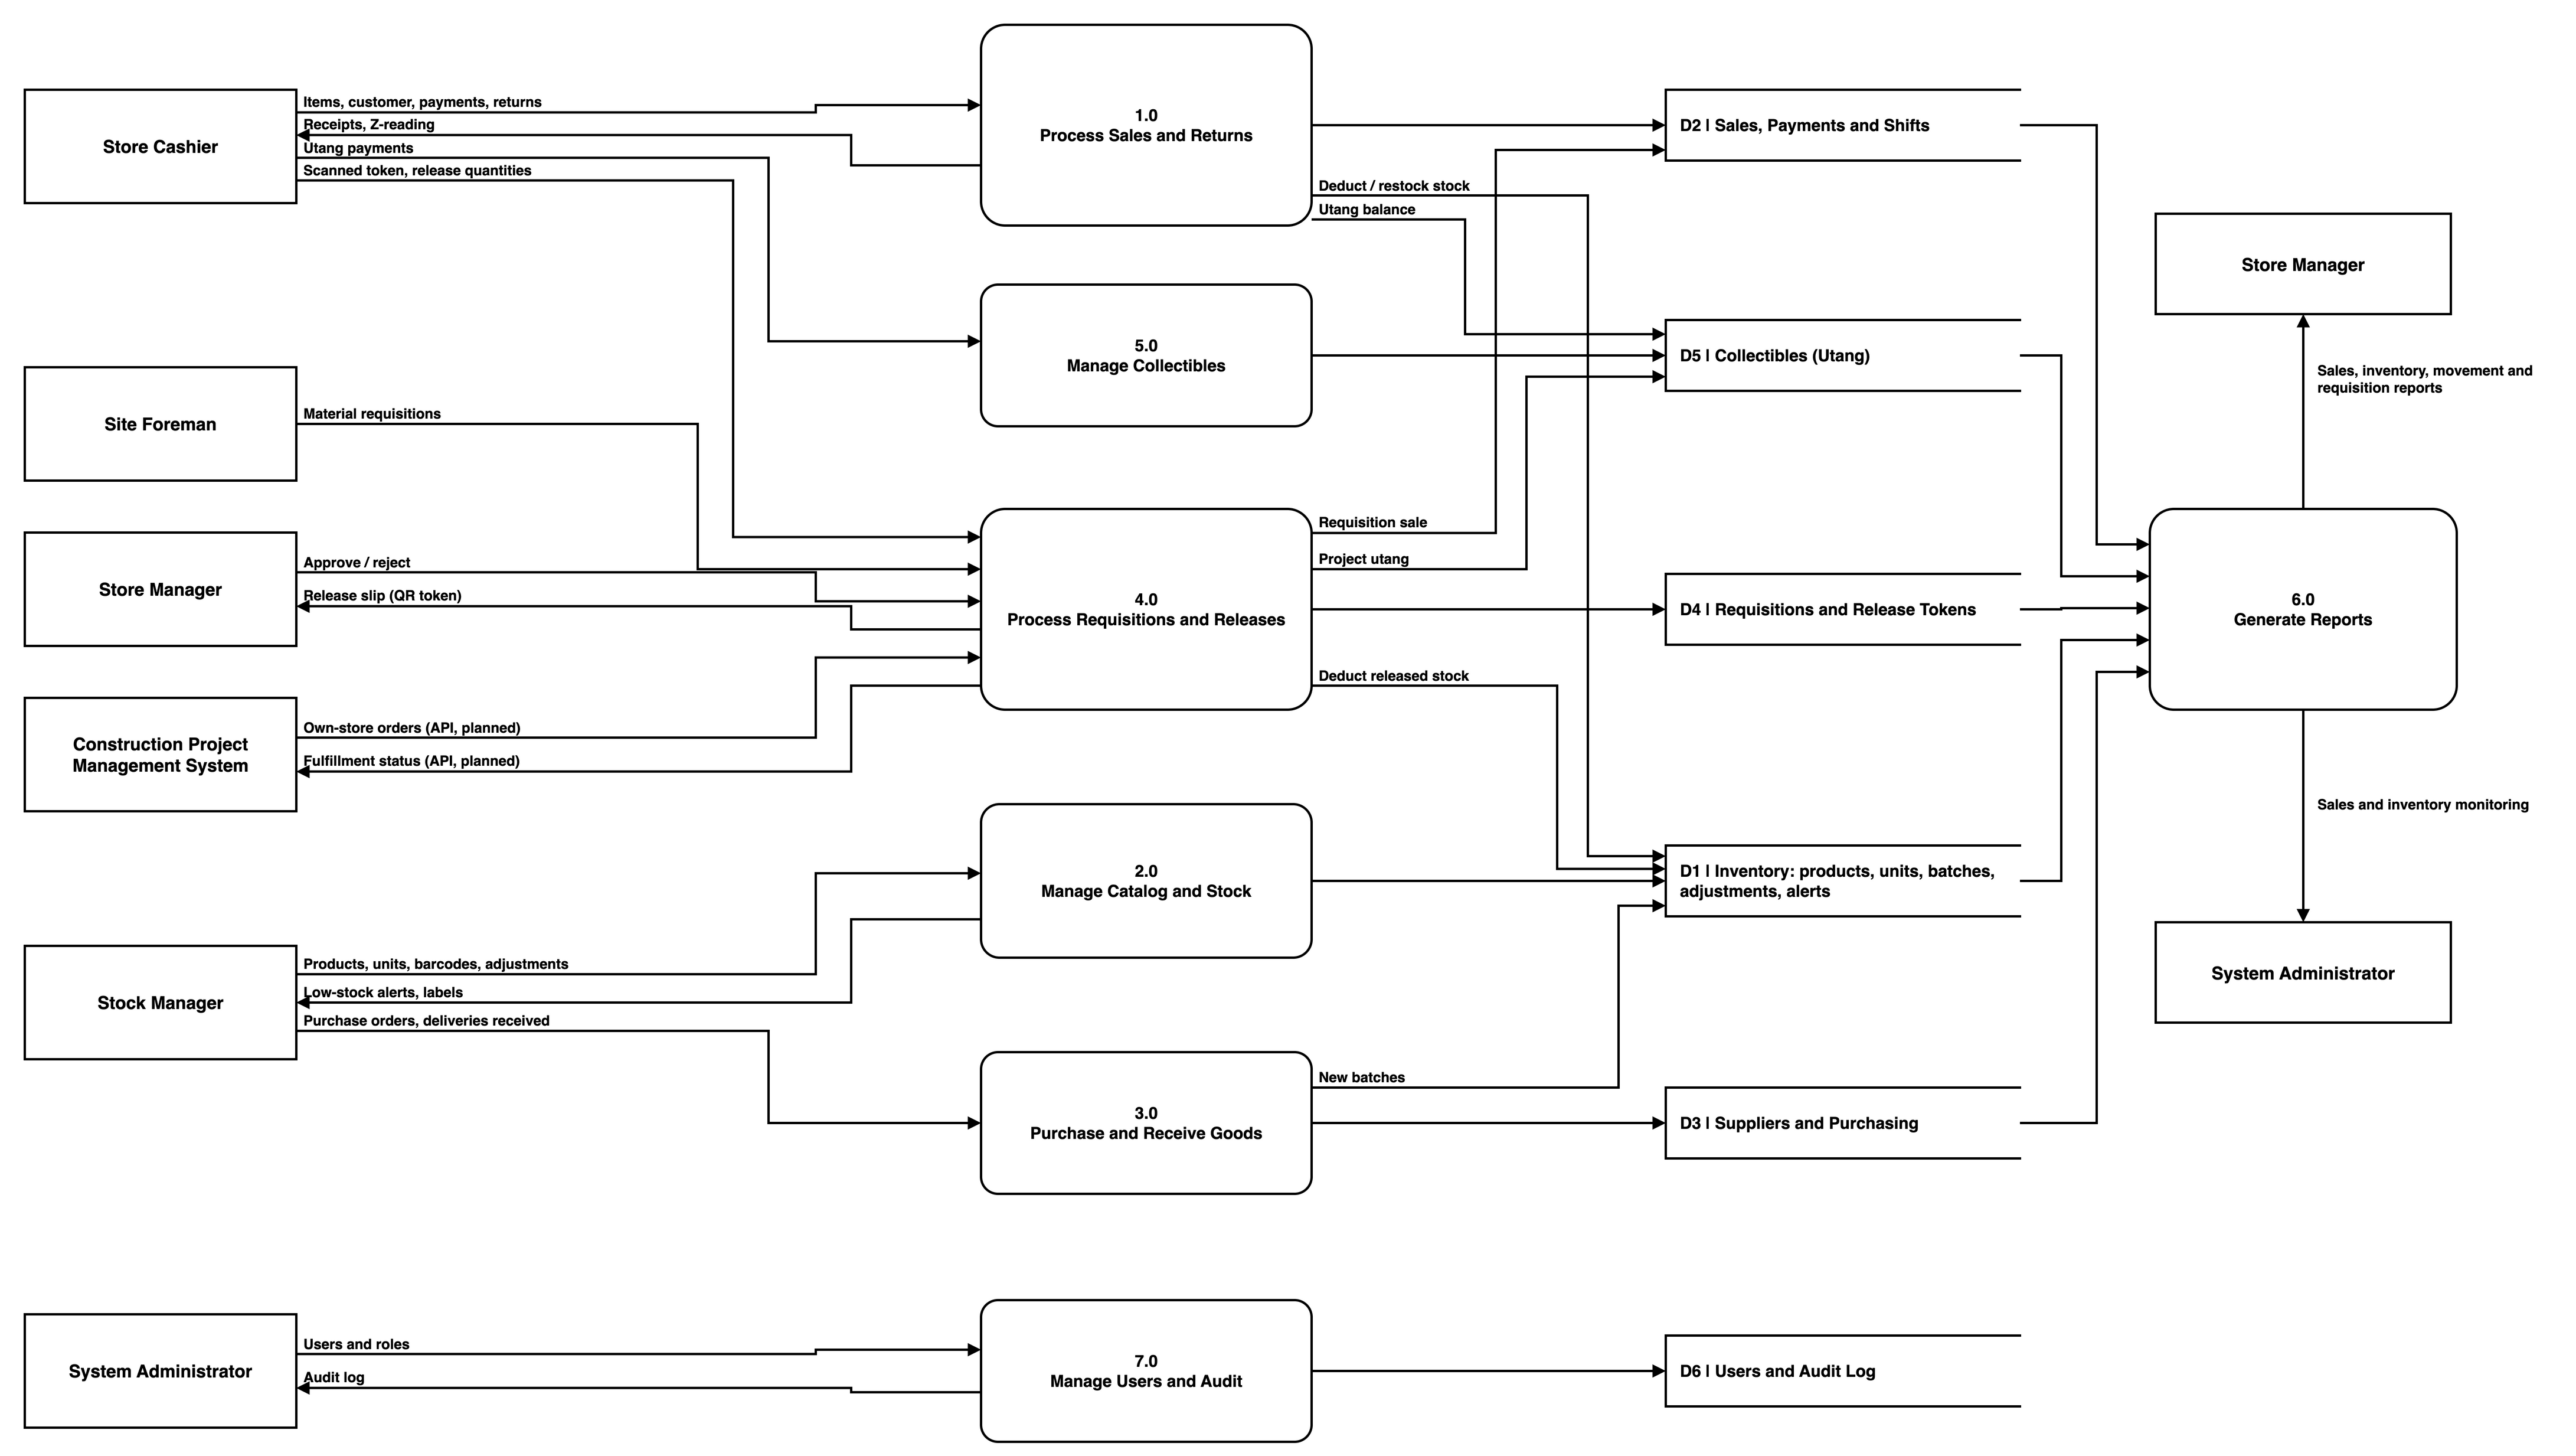 Store Cashier
Items, customer, payments, returns
Receipts, Z-reading
Utang payments
Scanned token, release quantities
Site Foreman
Material requisitions
Store Manager
Approve / reject
Release slip (QR token)
Construction Project
Management System
Own-store orders (API, planned)
Fulfillment status (API, planned)
Stock Manager
Products, units, barcodes, adjustments
Low-stock alerts, labels
Purchase orders, deliveries received
System Administrator
Users and roles
Audit log
1.0
Process Sales and Returns
Deduct / restock stock
Utang balance
5.0
Manage Collectibles
4.0
Process Requisitions and Releases
Requisition sale
Project utang
Deduct released stock
2.0
Manage Catalog and Stock
3.0
Purchase and Receive Goods
New batches
7.0
Manage Users and Audit
D2 | Sales, Payments and Shifts
D5 | Collectibles (Utang)
D4 | Requisitions and Release Tokens
D1 | Inventory: products, units, batches,
adjustments, alerts
D3 | Suppliers and Purchasing
D6 | Users and Audit Log
Store Manager
Sales, inventory, movement and
requisition reports
6.0
Generate Reports
Sales and inventory monitoring
System Administrator